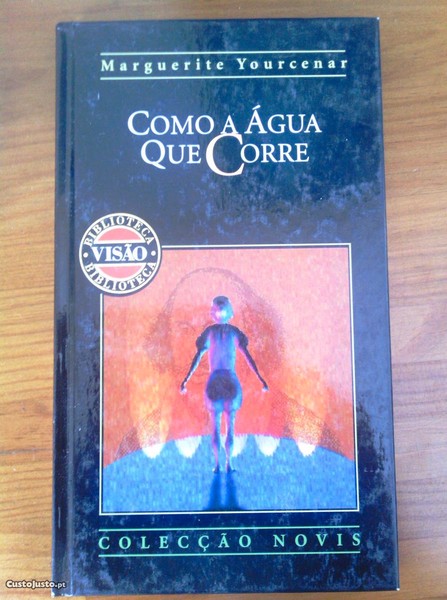 Marguerite Yourcenar
COMO A ÁGUA
QUE CORRE
BIBLIOTECA
VISÃO
BIBLIOTECA
COLECÇÃO NOVIS
CustoJusto.pt